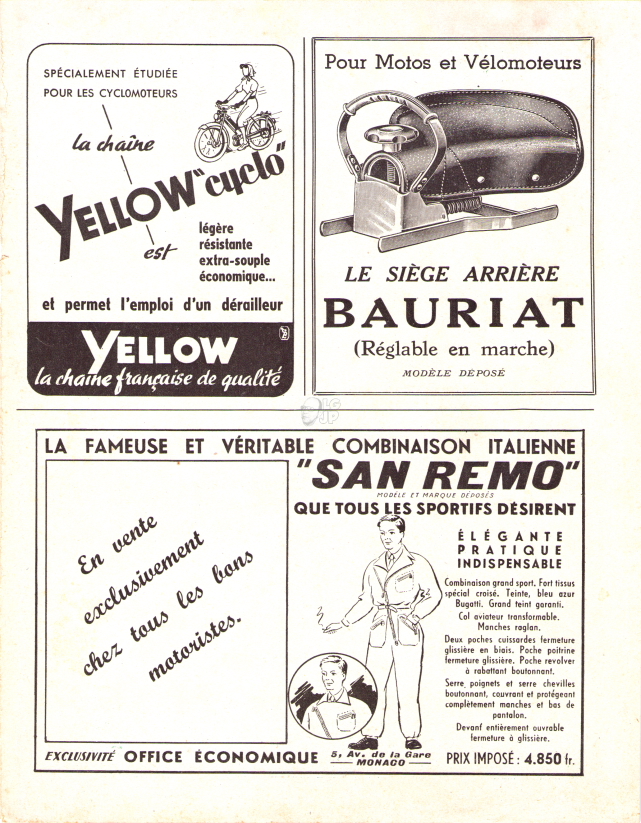 SPÉCIALEMENT ÉTUDIÉE
POUR LES CYCLOMOTEURS
la chaîne
YELLOW "cyclo"
est
légère
résistante
extra-souple
économique...
et permet l'emploi d'un dérailleur
YELLOW
la chaîne française de qualité
Pour Motos et Vélomoteurs
LE SIÈGE ARRIÈRE
BAURIAT
(Réglable en marche)
MODÈLE DÉPOSÉ
LA FAMEUSE ET VÉRITABLE COMBINAISON ITALIENNE
"SAN REMO"
MODÈLE ET MARQUE DÉPOSÉS
QUE TOUS LES SPORTIFS DÉSIRENT
En vente
exclusivement
chez tous les bons
motoristes.
ÉLÉGANTE
PRATIQUE
INDISPENSABLE
Combinaison grand sport. Fort tissus
spécial croisé. Teinte, bleu azur
Bugatti. Grand teint garanti.
Col aviateur transformable.
Manches raglan.
Deux poches cuissardes fermeture
glissière en biais. Poche poitrine
fermeture glissière. Poche revolver
à rabattant boutonnant.
Serre poignets et serre chevilles
boutonnant, couvrant et protégeant
complètement manches et bas de
pantalon.
Devant entièrement ouvrable
fermeture à glissière.
EXCLUSIVITÉ OFFICE ÉCONOMIQUE 5, Av. de la Gare
MONACO
PRIX IMPOSÉ : 4.850 fr.